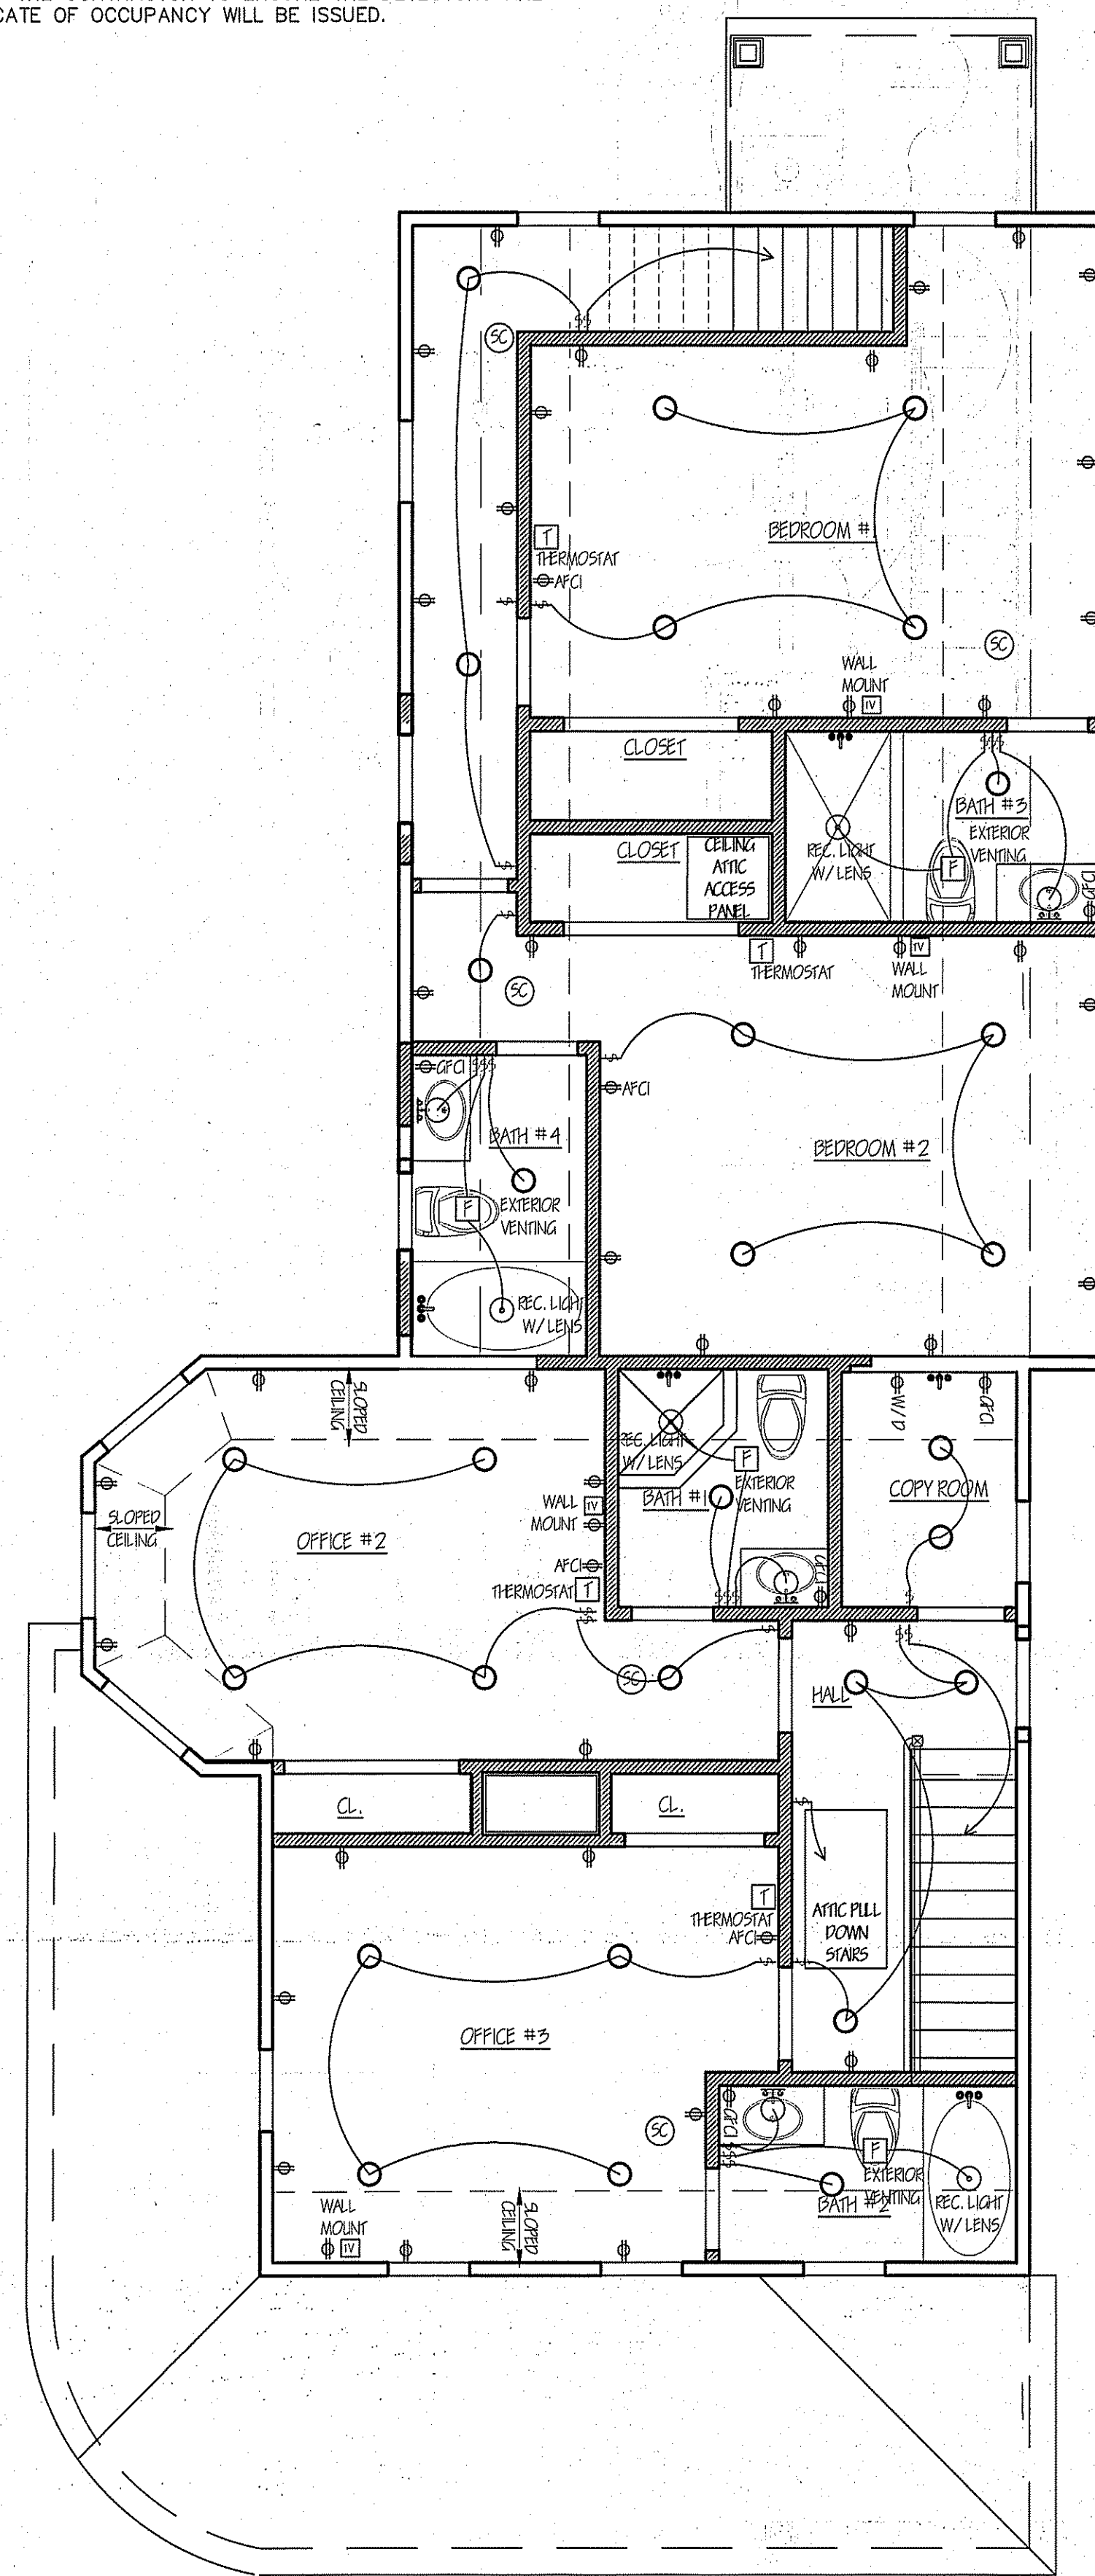 CATE OF OCCUPANCY WILL BE ISSUED.
SC
T
THERMOSTAT
AFCI
BEDROOM #
SC
WALL
MOUNT
TV
CLOSET
CLOSET
CEILING
ATTIC
ACCESS
PANEL
BATH #3
EXTERIOR
VENTING
REC. LIGHT
W/ LENS
F
GFCI
T
THERMOSTAT
TV
WALL
MOUNT
SC
GFCI
AFCI
BATH #4
BEDROOM #2
F
EXTERIOR
VENTING
REC. LIGHT
W/ LENS
SLOPED
CEILING
W/D
GFCI
REC. LIGHT
W/ LENS
F
EXTERIOR
VENTING
BATH #1
COPY ROOM
SLOPED
CEILING
OFFICE #2
WALL
MOUNT
TV
AFCI
THERMOSTAT
T
GFCI
SC
HALL
CL.
CL.
T
THERMOSTAT
AFCI
ATTIC PULL
DOWN
STAIRS
OFFICE #3
SC
GFCI
F
EXTERIOR
VENTING
BATH #2
REC. LIGHT
W/ LENS
WALL
MOUNT
TV
SLOPED
CEILING